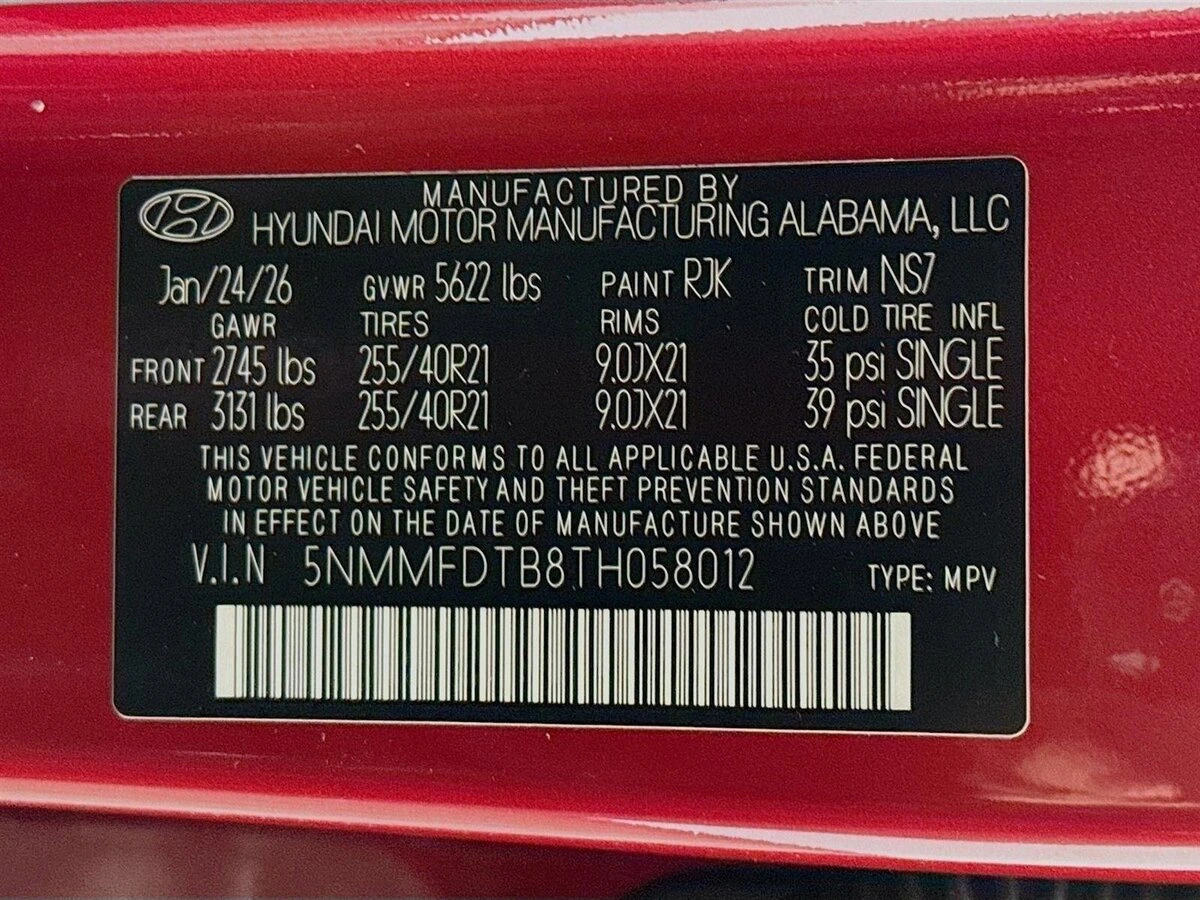 MANUFACTURED BY
HYUNDAI MOTOR MANUFACTURING ALABAMA, LLC
Jan/24/26 GVWR 5622 lbs PAINT RJK TRIM NS7
GAWR TIRES RIMS COLD TIRE INFL
FRONT 2745 lbs 255/40R21 9.0JX21 35 psi SINGLE
REAR 3131 lbs 255/40R21 9.0JX21 39 psi SINGLE
THIS VEHICLE CONFORMS TO ALL APPLICABLE U.S.A. FEDERAL
MOTOR VEHICLE SAFETY AND THEFT PREVENTION STANDARDS
IN EFFECT ON THE DATE OF MANUFACTURE SHOWN ABOVE
V.I.N 5NMMFDTB8TH058012 TYPE: MPV